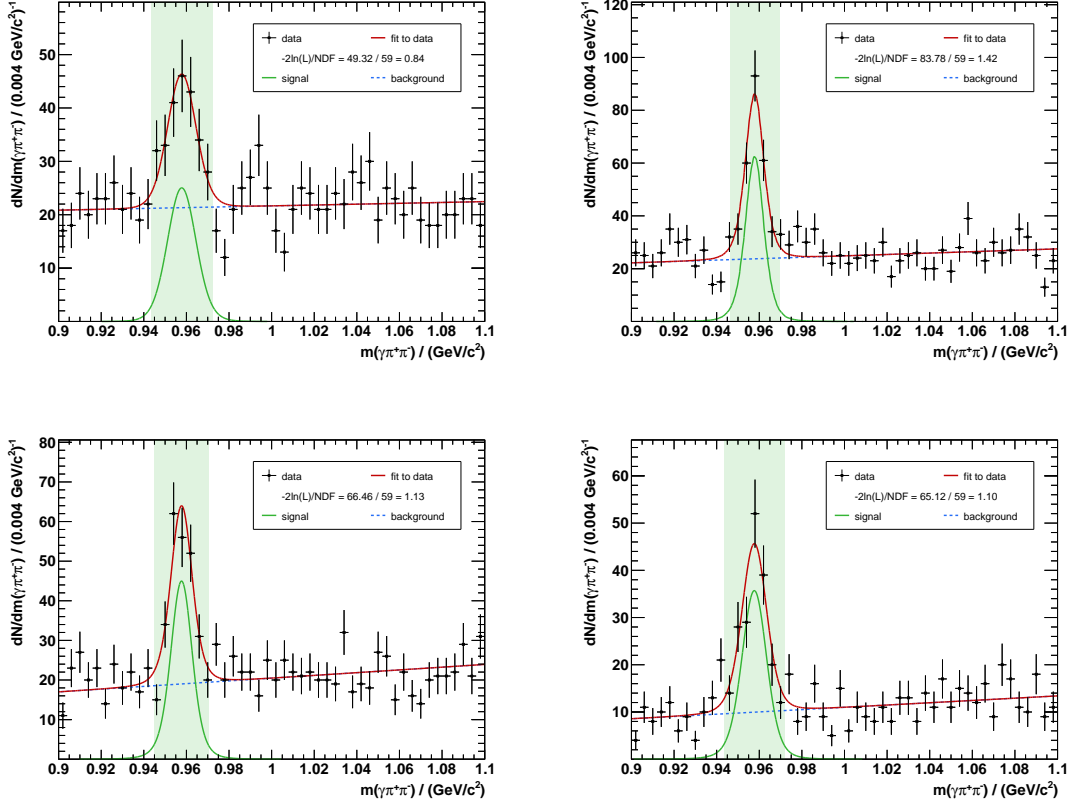 dN/dm(γπ⁺π⁻) / (0.004 GeV/c²)⁻¹
50
40
30
20
10
data
fit to data
-2ln(L)/NDF = 49.32 / 59 = 0.84
signal
background
0.9 0.92 0.94 0.96 0.98 1 1.02 1.04 1.06 1.08 1.1
m(γπ⁺π⁻) / (GeV/c²)
dN/dm(γπ⁺π⁻) / (0.004 GeV/c²)⁻¹
120
100
80
60
40
20
data
fit to data
-2ln(L)/NDF = 83.78 / 59 = 1.42
signal
background
0.9 0.92 0.94 0.96 0.98 1 1.02 1.04 1.06 1.08 1.1
m(γπ⁺π⁻) / (GeV/c²)
dN/dm(γπ⁺π⁻) / (0.004 GeV/c²)⁻¹
80
70
60
50
40
30
20
10
data
fit to data
-2ln(L)/NDF = 66.46 / 59 = 1.13
signal
background
0.9 0.92 0.94 0.96 0.98 1 1.02 1.04 1.06 1.08 1.1
m(γπ⁺π⁻) / (GeV/c²)
dN/dm(γπ⁺π⁻) / (0.004 GeV/c²)⁻¹
60
50
40
30
20
10
data
fit to data
-2ln(L)/NDF = 65.12 / 59 = 1.10
signal
background
0.9 0.92 0.94 0.96 0.98 1 1.02 1.04 1.06 1.08 1.1
m(γπ⁺π⁻) / (GeV/c²)